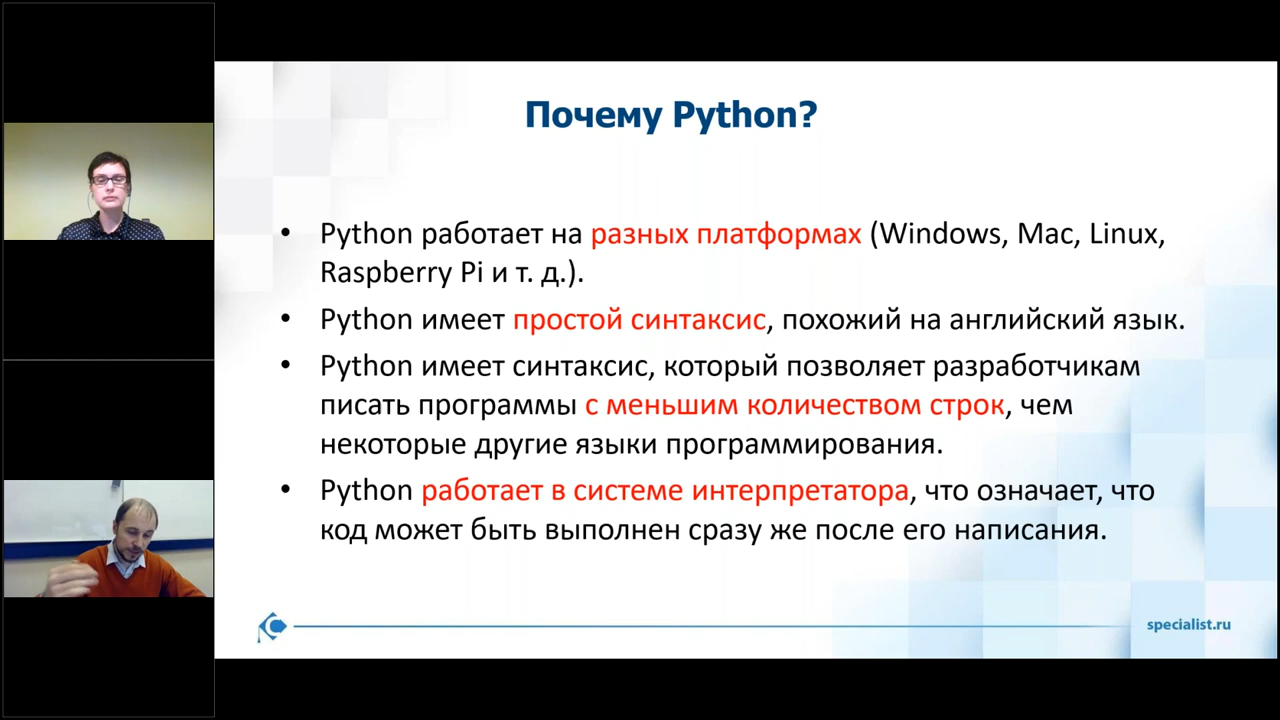 Почему Python?
• Python работает на разных платформах (Windows, Mac, Linux,
Raspberry Pi и т. д.).
• Python имеет простой синтаксис, похожий на английский язык.
• Python имеет синтаксис, который позволяет разработчикам
писать программы с меньшим количеством строк, чем
некоторые другие языки программирования.
• Python работает в системе интерпретатора, что означает, что
код может быть выполнен сразу же после его написания.
specialist.ru